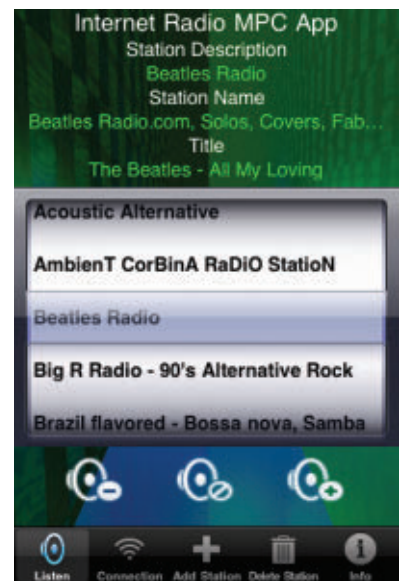 Internet Radio MPC App
Station Description
Beatles Radio
Station Name
Beatles Radio.com, Solos, Covers, Fab...
Title
The Beatles - All My Loving
Acoustic Alternative
AmbienT CorBinA RaDiO StatioN
Beatles Radio
Big R Radio - 90's Alternative Rock
Brazil flavored - Bossa nova, Samba
Listen Connection Add Station Delete Station Info